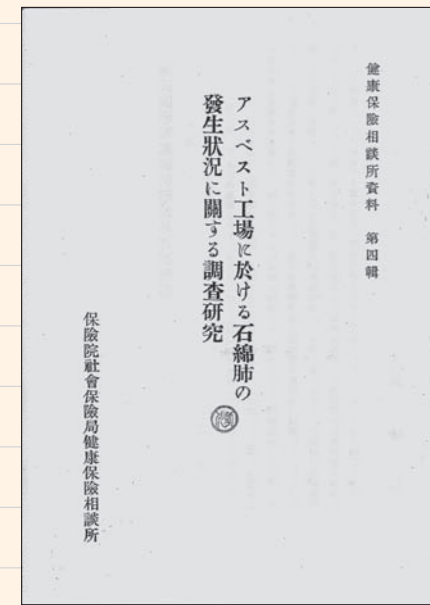 健康保險相談所資料 第四輯
アスベスト工場に於ける石綿肺の
發生狀況に關する調査研究
保險院社會保險局健康保險相談所